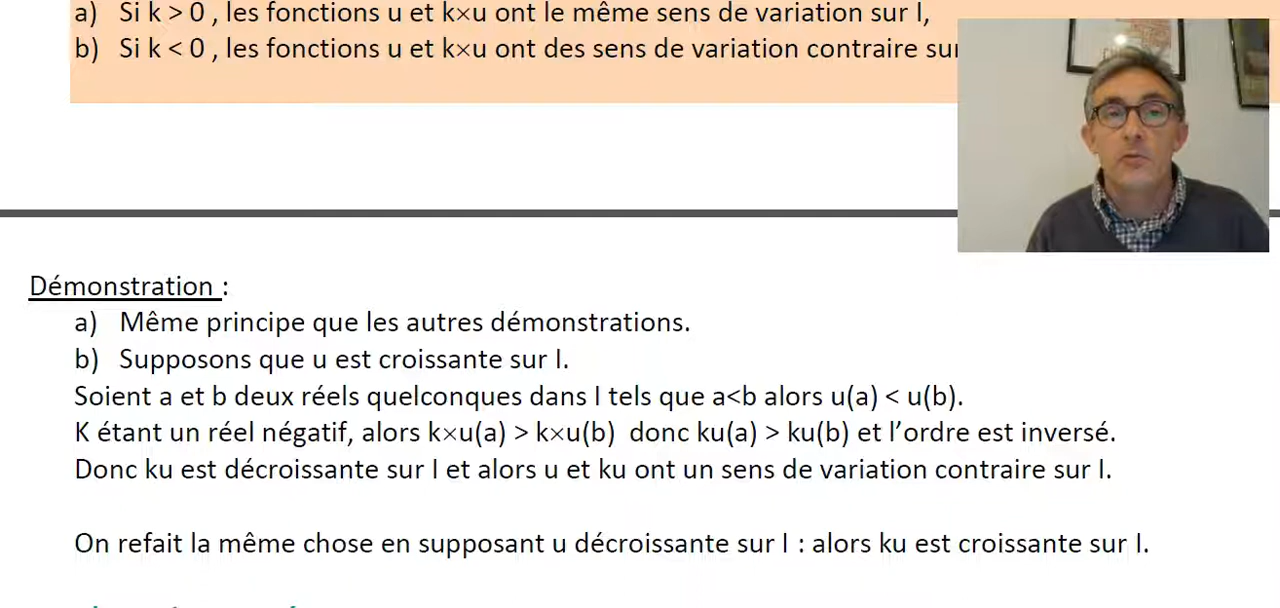 a) Si k > 0 , les fonctions u et k×u ont le même sens de variation sur I,
b) Si k < 0 , les fonctions u et k×u ont des sens de variation contraire sur
Démonstration :
a) Même principe que les autres démonstrations.
b) Supposons que u est croissante sur I.
Soient a et b deux réels quelconques dans I tels que a<b alors u(a) < u(b).
K étant un réel négatif, alors k×u(a) > k×u(b) donc ku(a) > ku(b) et l’ordre est inversé.
Donc ku est décroissante sur I et alors u et ku ont un sens de variation contraire sur I.
On refait la même chose en supposant u décroissante sur I : alors ku est croissante sur I.